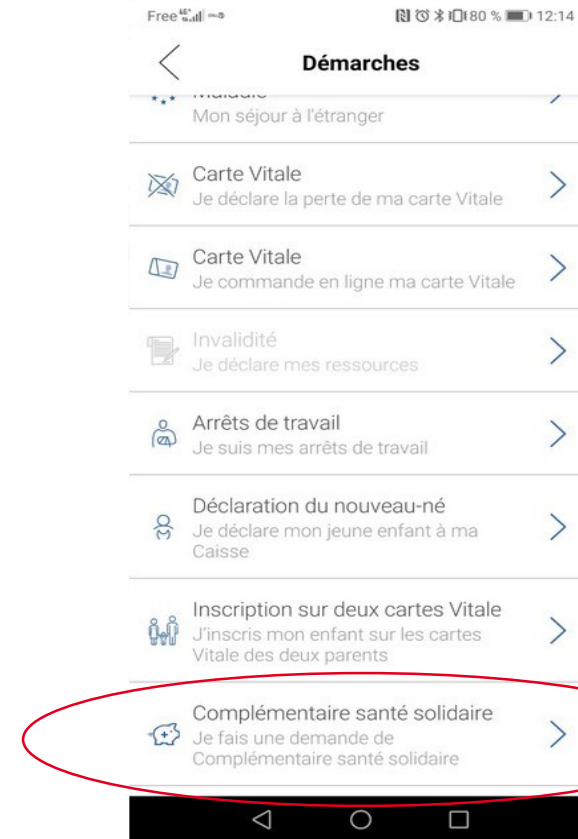 Free 80 % 12:14
Démarches
Maladie
Mon séjour à l'étranger
Carte Vitale
Je déclare la perte de ma carte Vitale
Carte Vitale
Je commande en ligne ma carte Vitale
Invalidité
Je déclare mes ressources
Arrêts de travail
Je suis mes arrêts de travail
Déclaration du nouveau-né
Je déclare mon jeune enfant à ma
Caisse
Inscription sur deux cartes Vitale
J'inscris mon enfant sur les cartes
Vitale des deux parents
Complémentaire santé solidaire
Je fais une demande de
Complémentaire santé solidaire